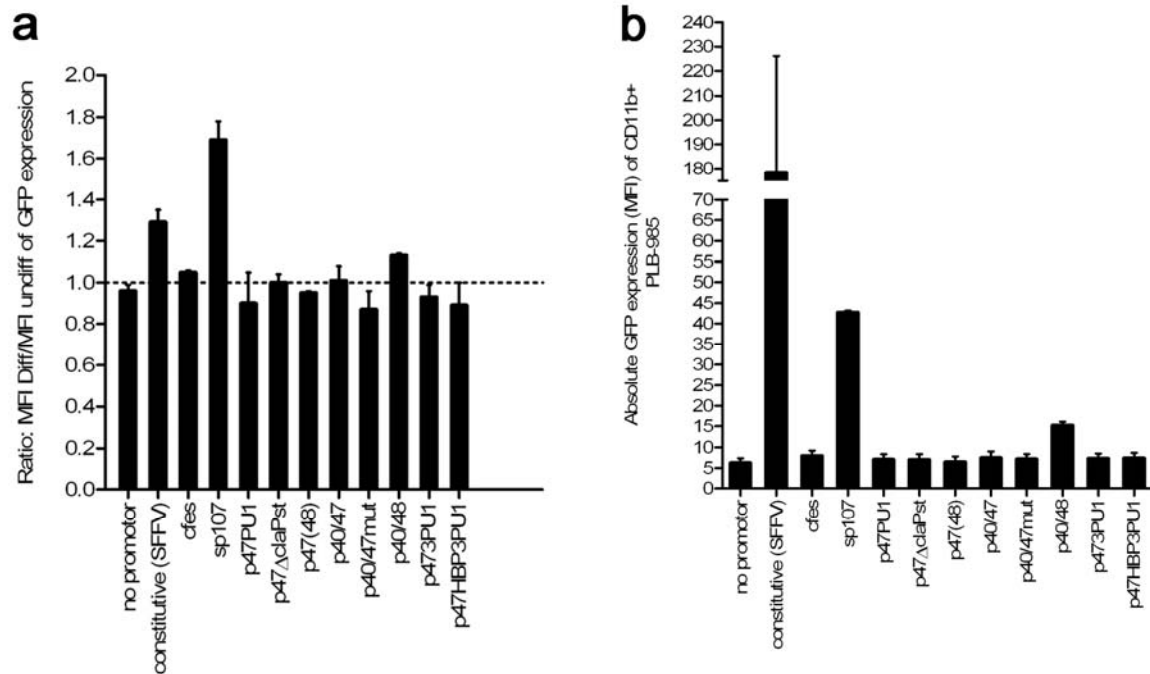 a
Ratio: MFI Diff/MFI undiff of GFP expression
2.0
1.8
1.6
1.4
1.2
1.0
0.8
0.6
0.4
0.2
0.0
no promotor
constitutive (SFFV)
cfes
sp107
p47PU1
p47ΔclaPst
p47(48)
p40/47
p40/47mut
p40/48
p473PU1
p47HBP3PU1
b
Absolute GFP expression (MFI) of CD11b+
PLB-985
240
230
220
210
200
190
180
70
65
60
55
50
45
40
35
30
25
20
15
10
5
0
no promotor
constitutive (SFFV)
cfes
sp107
p47PU1
p47ΔclaPst
p47(48)
p40/47
p40/47mut
p40/48
p473PU1
p47HBP3PU1